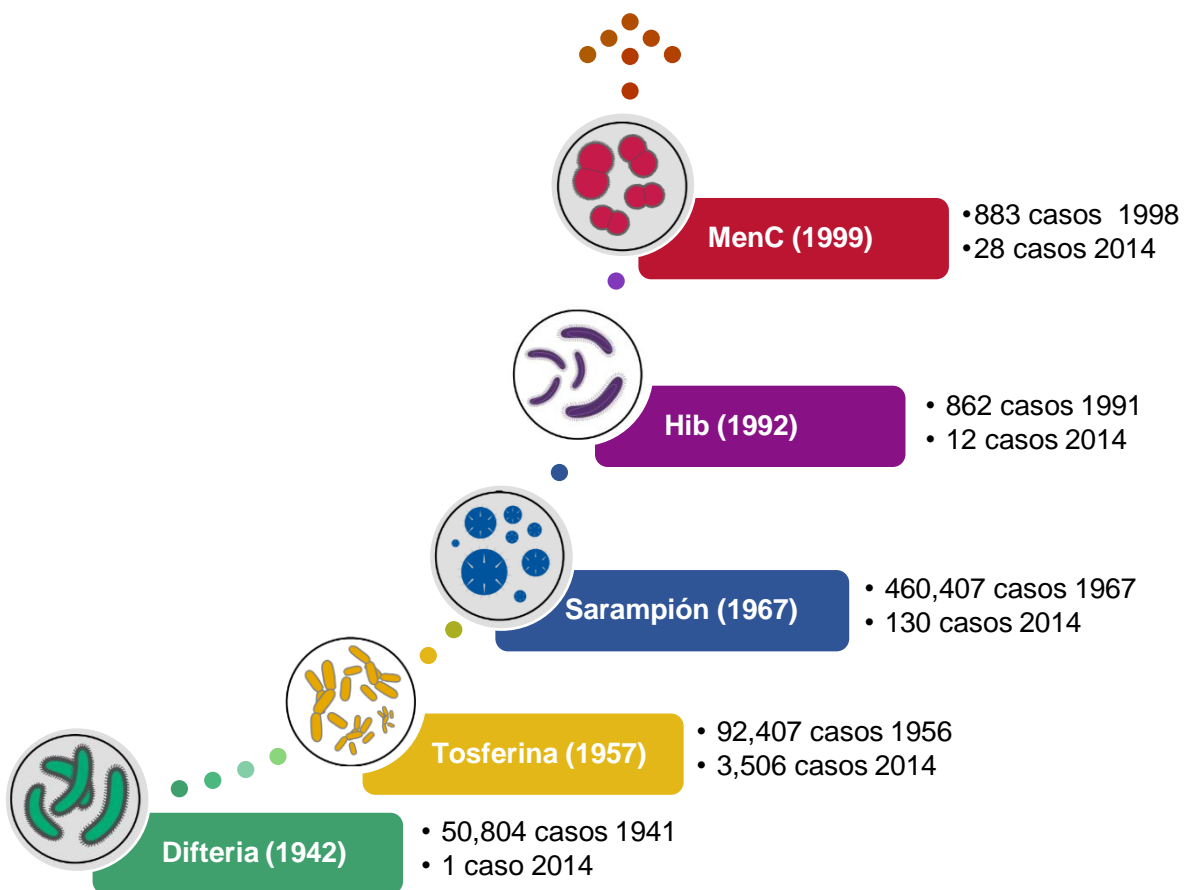 MenC (1999)
•883 casos  1998
•28 casos 2014
Hib (1992)
• 862 casos 1991
• 12 casos 2014
Sarampión (1967)
• 460,407 casos 1967
• 130 casos 2014
Tosferina (1957)
• 92,407 casos 1956
• 3,506 casos 2014
Difteria (1942)
• 50,804 casos 1941
• 1 caso 2014